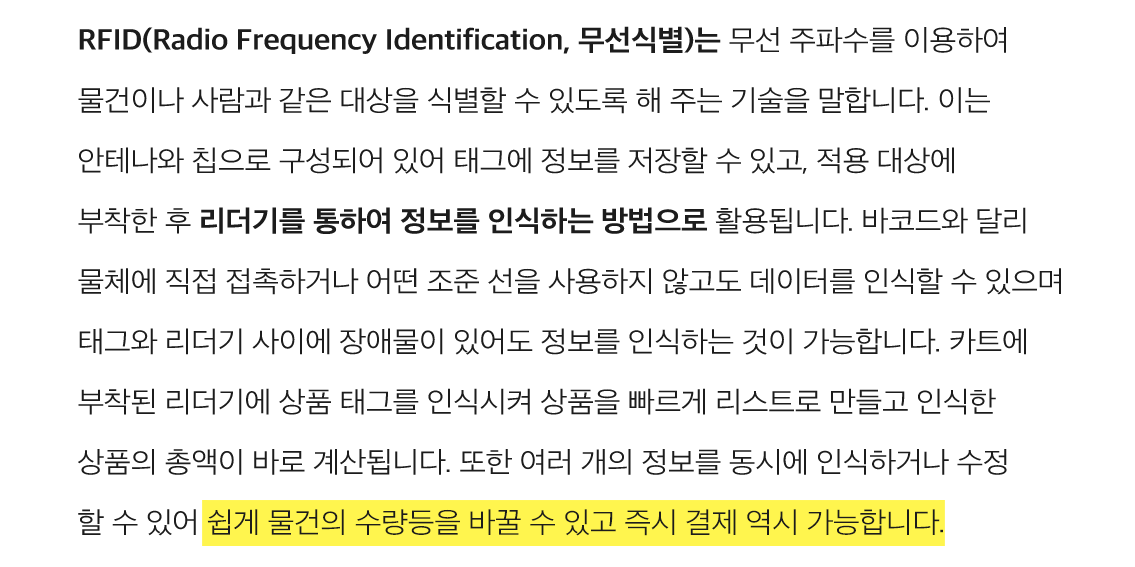 RFID(Radio Frequency Identification, 무선식별)는 무선 주파수를 이용하여
물건이나 사람과 같은 대상을 식별할 수 있도록 해 주는 기술을 말합니다. 이는
안테나와 칩으로 구성되어 있어 태그에 정보를 저장할 수 있고, 적용 대상에
부착한 후 리더기를 통하여 정보를 인식하는 방법으로 활용됩니다. 바코드와 달리
물체에 직접 접촉하거나 어떤 조준 선을 사용하지 않고도 데이터를 인식할 수 있으며
태그와 리더기 사이에 장애물이 있어도 정보를 인식하는 것이 가능합니다. 카트에
부착된 리더기에 상품 태그를 인식시켜 상품을 빠르게 리스트로 만들고 인식한
상품의 총액이 바로 계산됩니다. 또한 여러 개의 정보를 동시에 인식하거나 수정
할 수 있어 쉽게 물건의 수량등을 바꿀 수 있고 즉시 결제 역시 가능합니다.